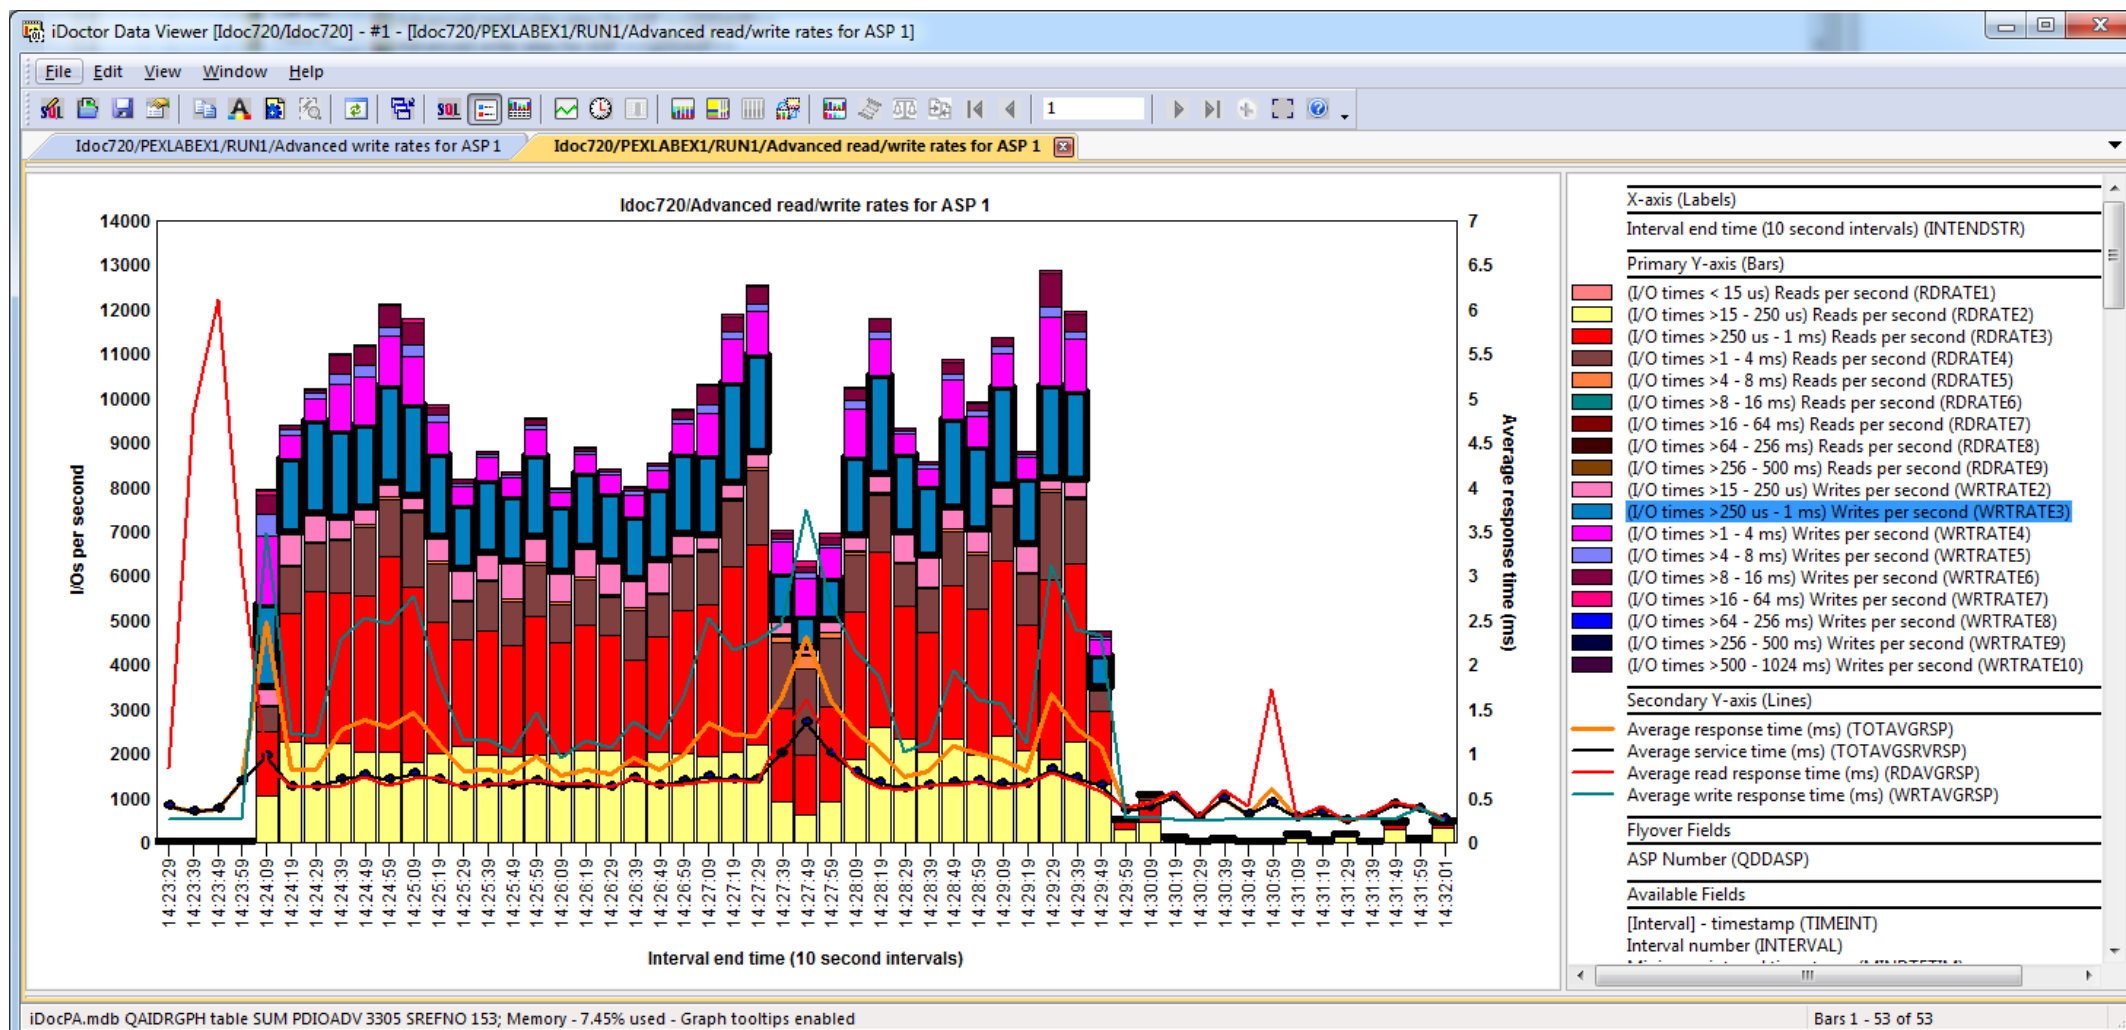 iDoctor Data Viewer [Idoc720/Idoc720] - #1 - [Idoc720/PEXLABEX1/RUN1/Advanced read/write rates for ASP 1]
File Edit View Window Help
SQL SQL 1
Idoc720/PEXLABEX1/RUN1/Advanced write rates for ASP 1 Idoc720/PEXLABEX1/RUN1/Advanced read/write rates for ASP 1
Idoc720/Advanced read/write rates for ASP 1
14000
13000
12000
11000
10000
9000
8000
7000
6000
5000
4000
3000
2000
1000
0
I/Os per second
7
6.5
6
5.5
5
4.5
4
3.5
3
2.5
2
1.5
1
0.5
0
Average response time (ms)
14:23:29
14:23:39
14:23:49
14:23:59
14:24:09
14:24:19
14:24:29
14:24:39
14:24:49
14:24:59
14:25:09
14:25:19
14:25:29
14:25:39
14:25:49
14:25:59
14:26:09
14:26:19
14:26:29
14:26:39
14:26:49
14:26:59
14:27:09
14:27:19
14:27:29
14:27:39
14:27:49
14:27:59
14:28:09
14:28:19
14:28:29
14:28:39
14:28:49
14:28:59
14:29:09
14:29:19
14:29:29
14:29:39
14:29:49
14:29:59
14:30:09
14:30:19
14:30:29
14:30:39
14:30:49
14:30:59
14:31:09
14:31:19
14:31:29
14:31:39
14:31:49
14:31:59
14:32:01
Interval end time (10 second intervals)
X-axis (Labels)
Interval end time (10 second intervals) (INTENDSTR)
Primary Y-axis (Bars)
(I/O times < 15 us) Reads per second (RDRATE1)
(I/O times >15 - 250 us) Reads per second (RDRATE2)
(I/O times >250 us - 1 ms) Reads per second (RDRATE3)
(I/O times >1 - 4 ms) Reads per second (RDRATE4)
(I/O times >4 - 8 ms) Reads per second (RDRATE5)
(I/O times >8 - 16 ms) Reads per second (RDRATE6)
(I/O times >16 - 64 ms) Reads per second (RDRATE7)
(I/O times >64 - 256 ms) Reads per second (RDRATE8)
(I/O times >256 - 500 ms) Reads per second (RDRATE9)
(I/O times >15 - 250 us) Writes per second (WRTRATE2)
(I/O times >250 us - 1 ms) Writes per second (WRTRATE3)
(I/O times >1 - 4 ms) Writes per second (WRTRATE4)
(I/O times >4 - 8 ms) Writes per second (WRTRATE5)
(I/O times >8 - 16 ms) Writes per second (WRTRATE6)
(I/O times >16 - 64 ms) Writes per second (WRTRATE7)
(I/O times >64 - 256 ms) Writes per second (WRTRATE8)
(I/O times >256 - 500 ms) Writes per second (WRTRATE9)
(I/O times >500 - 1024 ms) Writes per second (WRTRATE10)
Secondary Y-axis (Lines)
Average response time (ms) (TOTAVGRSP)
Average service time (ms) (TOTAVGSRVRSP)
Average read response time (ms) (RDAVGRSP)
Average write response time (ms) (WRTAVGRSP)
Flyover Fields
ASP Number (QDDASP)
Available Fields
[Interval] - timestamp (TIMEINT)
Interval number (INTERVAL)
iDocPA.mdb QAIDRGPH table SUM PDIOADV 3305 SREFNO 153; Memory - 7.45% used - Graph tooltips enabled Bars 1 - 53 of 53